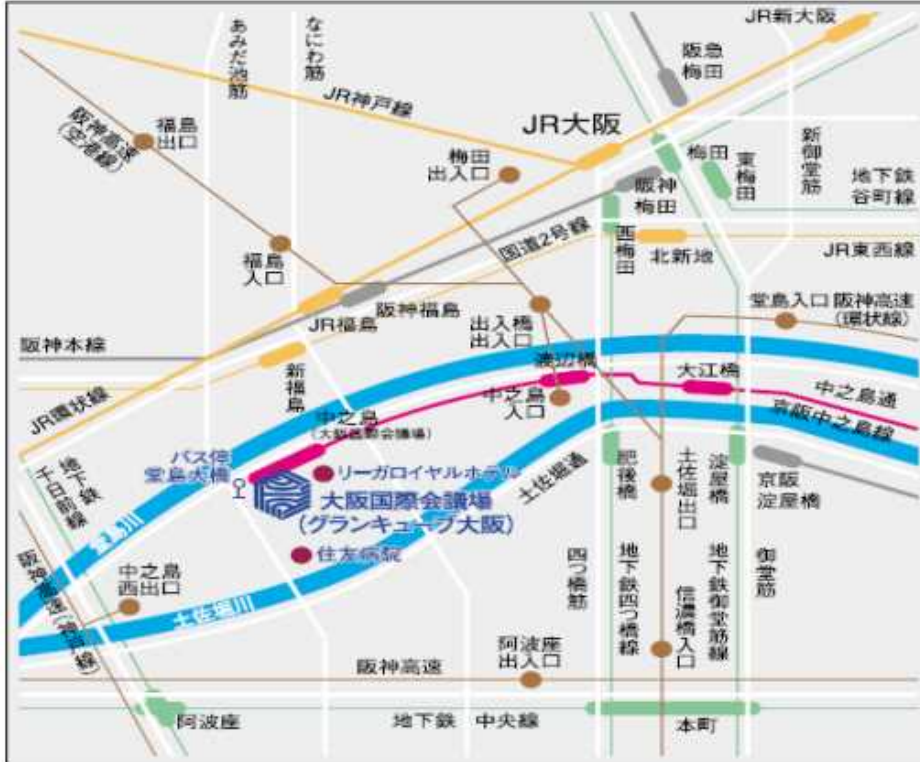 JR新大阪
あみだ池筋
なにわ筋
阪急
梅田
JR神戸線
JR大阪
新御堂筋
阪神高速
(空港線)
福島
出口
梅田
出入口
梅田
東梅田
地下鉄
谷町線
阪神
梅田
国道2号線
西梅田
北新地
JR東西線
福島
入口
阪神福島
JR福島
出入橋
出入口
堂島入口
阪神高速
(環状線)
阪神本線
新福島
渡辺橋
大江橋
中之島通
JR環状線
中之島
(大阪国際会議場)
中之島
入口
京阪中之島線
バス停
堂島大橋
リーガロイヤルホテル
土佐堀通
地下鉄
千日前線
大阪国際会議場
(グランキューブ大阪)
肥後橋
土佐堀出口
淀屋橋
京阪
淀屋橋
堂島川
住友病院
中之島
西出口
土佐堀川
四つ橋筋
地下鉄四つ橋線
信濃橋入口
地下鉄御堂筋線
御堂筋
阪神高速
阿波座
出入口
阪神高速
阿波座
地下鉄 中央線
本町